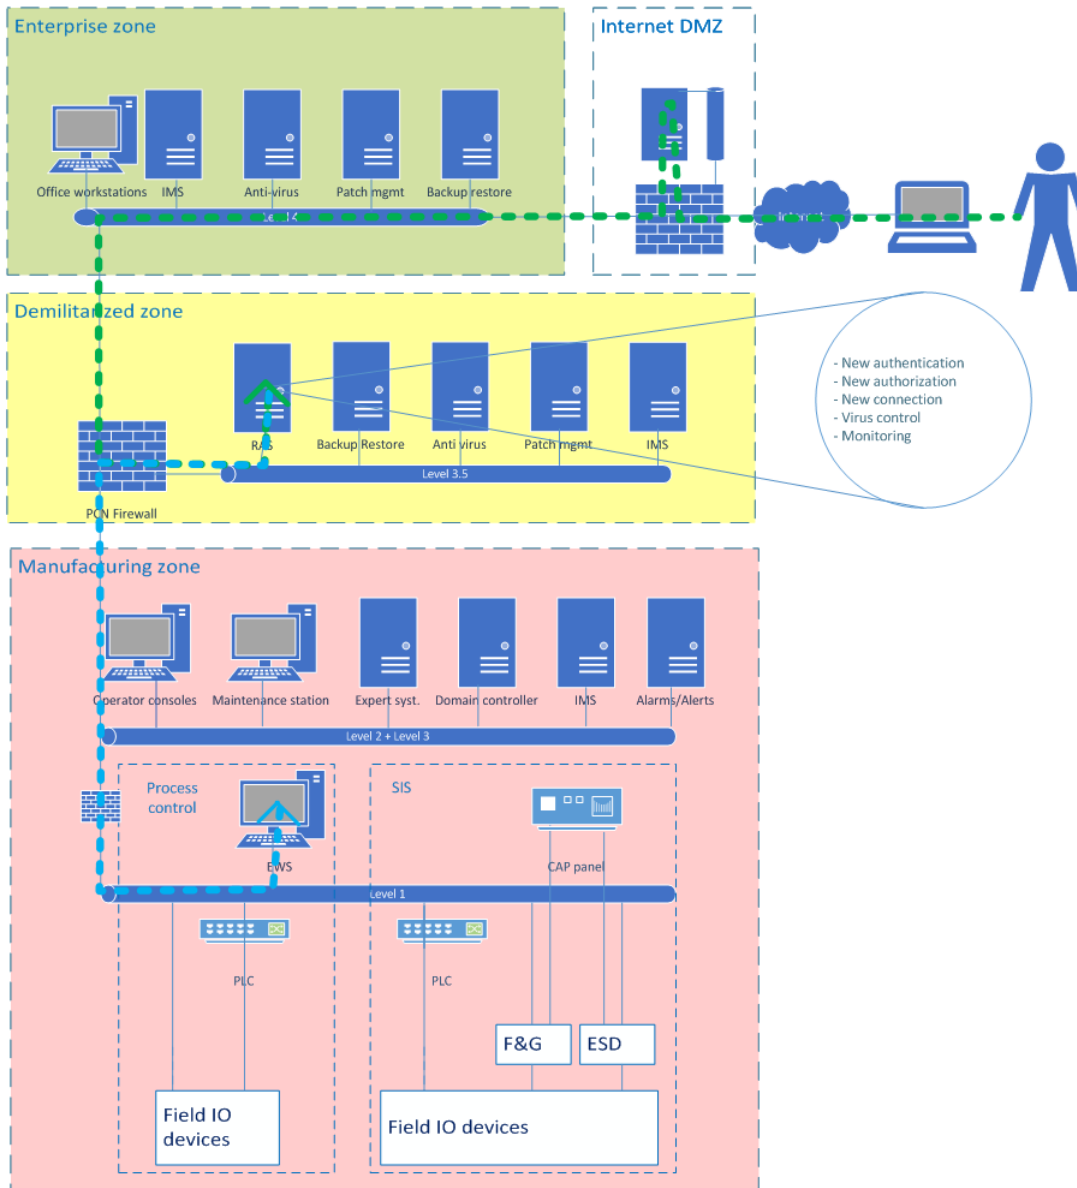 Enterprise zone
Internet DMZ
Office workstations
IMS
Anti-virus
Patch mgmt
Backup restore
Level 4
Internet
Demilitarized zone
- New authentication
- New authorization
- New connection
- Virus control
- Monitoring
RAS
Backup Restore
Anti virus
Patch mgmt
IMS
Level 3.5
PCN Firewall
Manufacturing zone
Operator consoles
Maintenance station
Expert syst.
Domain controller
IMS
Alarms/Alerts
Level 2 + Level 3
Process
control
SIS
EWS
CAP panel
Level 1
PLC
PLC
F&G
ESD
Field IO
devices
Field IO devices